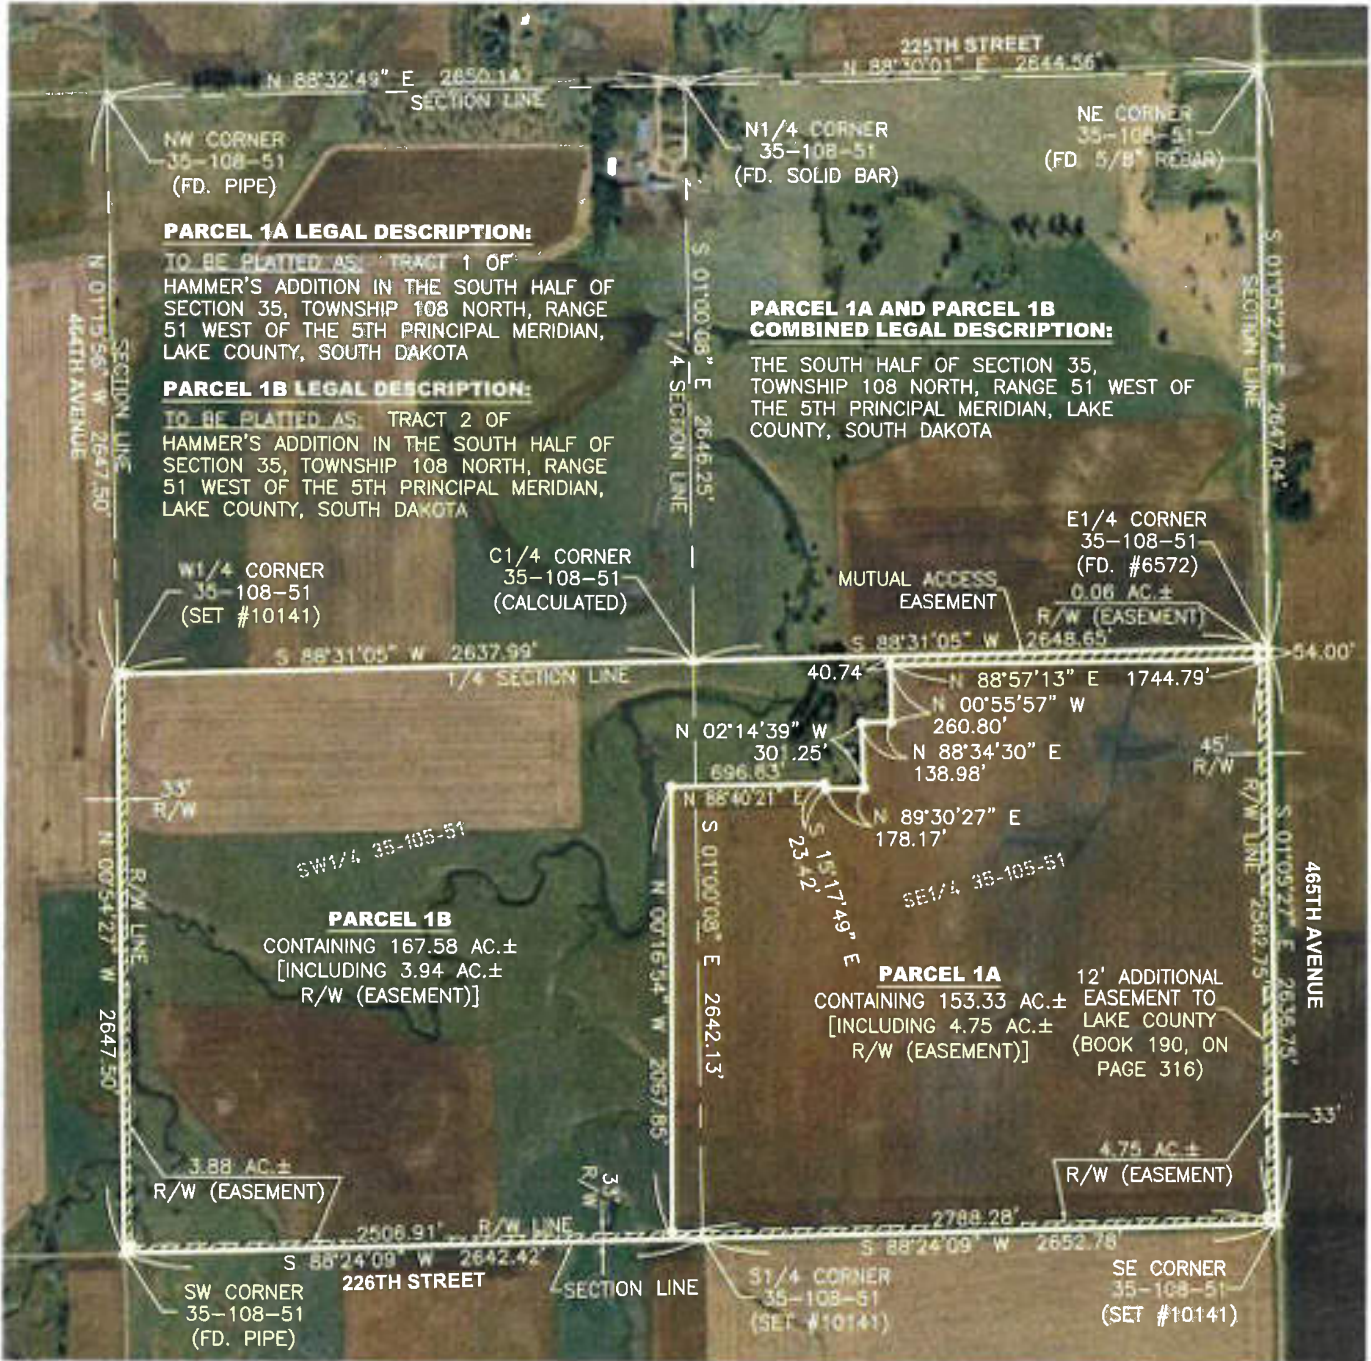 225TH STREET
N 88°32'49" E 2650.14'
SECTION LINE
N 88°30'01" E 2644.56'
NW CORNER
35-108-51
(FD. PIPE)
N1/4 CORNER
35-108-51
(FD. SOLID BAR)
NE CORNER
35-108-51
(FD. 5/8" REBAR)
PARCEL 1A LEGAL DESCRIPTION:
TO BE PLATTED AS: TRACT 1 OF
HAMMER'S ADDITION IN THE SOUTH HALF OF
SECTION 35, TOWNSHIP 108 NORTH, RANGE
51 WEST OF THE 5TH PRINCIPAL MERIDIAN,
LAKE COUNTY, SOUTH DAKOTA
PARCEL 1B LEGAL DESCRIPTION:
TO BE PLATTED AS: TRACT 2 OF
HAMMER'S ADDITION IN THE SOUTH HALF OF
SECTION 35, TOWNSHIP 108 NORTH, RANGE
51 WEST OF THE 5TH PRINCIPAL MERIDIAN,
LAKE COUNTY, SOUTH DAKOTA
PARCEL 1A AND PARCEL 1B
COMBINED LEGAL DESCRIPTION:
THE SOUTH HALF OF SECTION 35,
TOWNSHIP 108 NORTH, RANGE 51 WEST OF
THE 5TH PRINCIPAL MERIDIAN, LAKE
COUNTY, SOUTH DAKOTA
464TH AVENUE
N 01°15'56" W 2647.50'
SECTION LINE
S 01°00'08" E 2646.25'
1/4 SECTION LINE
S 01°05'27" E 2667.04'
SECTION LINE
W1/4 CORNER
35-108-51
(SET #10141)
C1/4 CORNER
35-108-51
(CALCULATED)
E1/4 CORNER
35-108-51
(FD. #6572)
MUTUAL ACCESS
EASEMENT
0.06 AC.±
R/W (EASEMENT)
S 88°31'05" W 2637.99'
1/4 SECTION LINE
S 88°31'05" W 2648.65'
54.00'
40.74
N 88°57'13" E 1744.79'
N 00°55'57" W
260.80'
N 02°14'39" W
301.25'
N 88°34'30" E
138.98'
696.63'
N 88°40'21" E
N 89°30'27" E
178.17'
S 15°17'49" E
23.42'
33'
R/W
45'
R/W
SW1/4 35-105-51
SE1/4 35-105-51
N 00°54'27" W 2647.50'
R/W LINE
N 00°16'54" W 2067.85'
S 01°00'08" E 2642.13'
R/W LINE 2582.75'
S 01°05'27" E 2636.75'
465TH AVENUE
PARCEL 1B
CONTAINING 167.58 AC.±
[INCLUDING 3.94 AC.±
R/W (EASEMENT)]
PARCEL 1A
CONTAINING 153.33 AC.±
[INCLUDING 4.75 AC.±
R/W (EASEMENT)]
12' ADDITIONAL
EASEMENT TO
LAKE COUNTY
(BOOK 190, ON
PAGE 316)
33'
3.88 AC.±
R/W (EASEMENT)
4.75 AC.±
R/W (EASEMENT)
R/W
2506.91' R/W LINE
S 88°24'09" W 2642.42'
226TH STREET
SECTION LINE
2788.28'
S 88°24'09" W 2652.78'
SW CORNER
35-108-51
(FD. PIPE)
S1/4 CORNER
35-108-51
(SET #10141)
SE CORNER
35-108-51
(SET #10141)